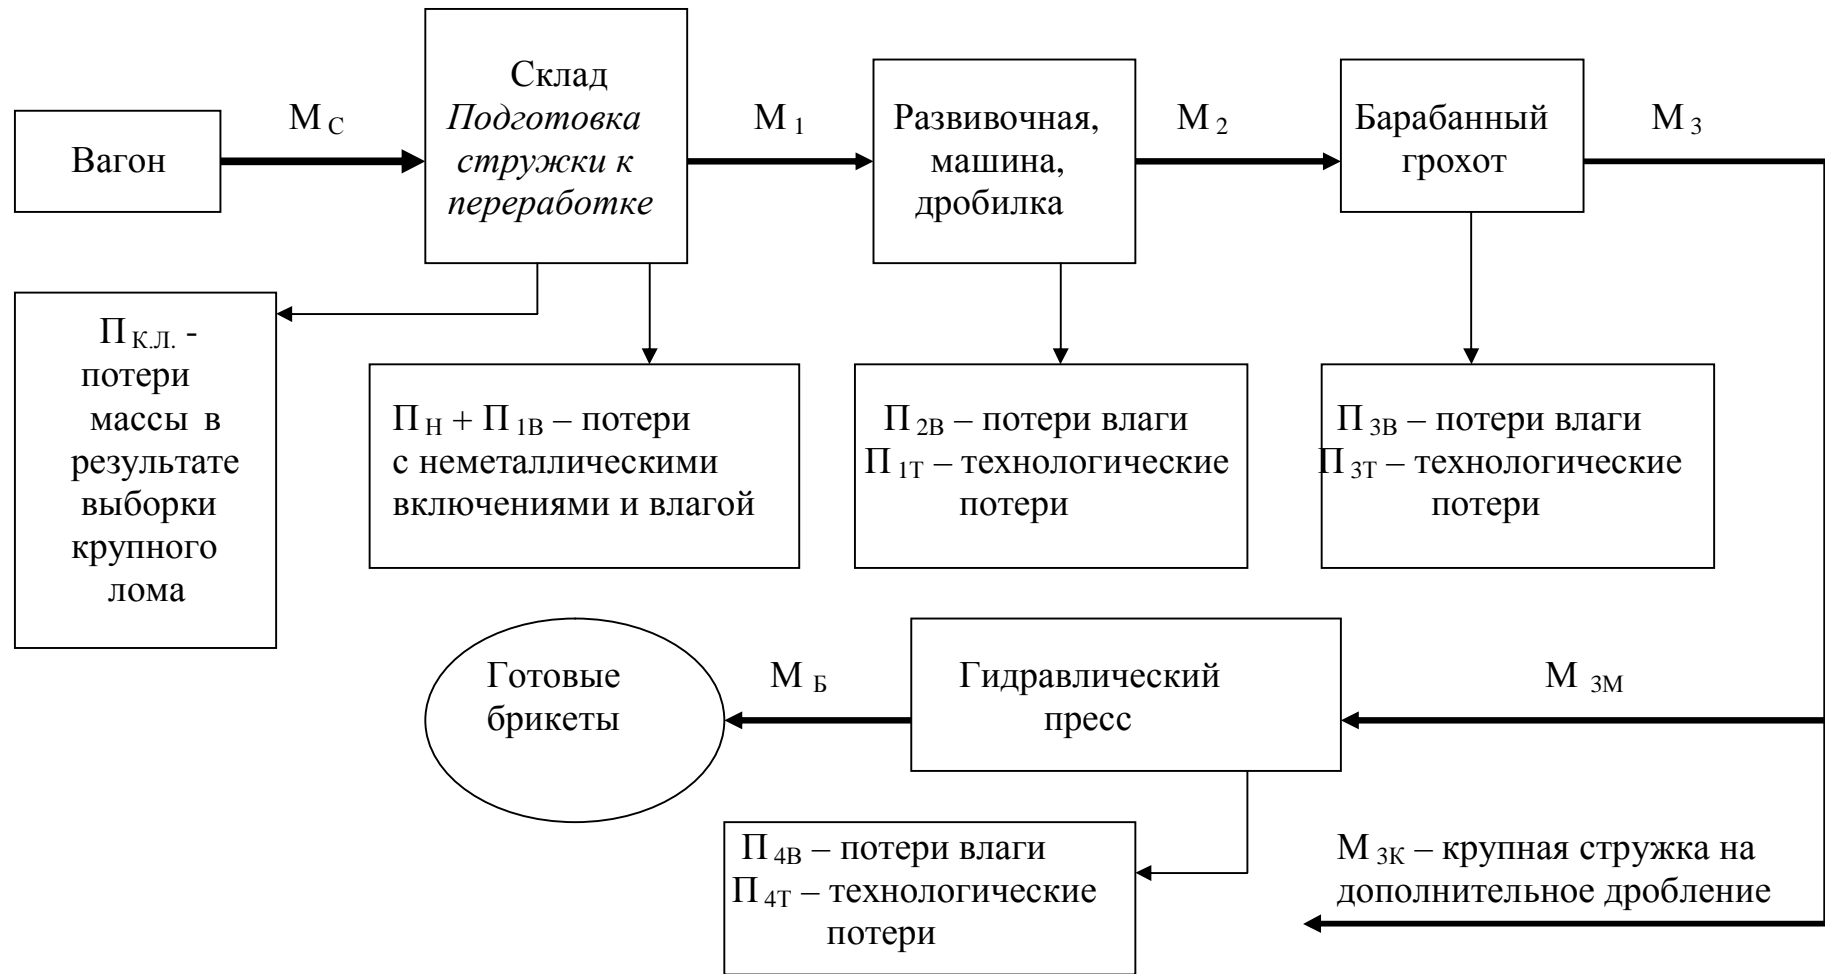 Вагон
М С
Склад
Подготовка
стружки к
переработке
М 1
Развивочная,
машина,
дробилка
М 2
Барабанный
грохот
М 3
П К.Л. -
потери
массы в
результате
выборки
крупного
лома
П Н + П 1В – потери
с неметаллическими
включениями и влагой
П 2В – потери влаги
П 1Т – технологические
потери
П 3В – потери влаги
П 3Т – технологические
потери
Готовые
брикеты
М Б
Гидравлический
пресс
М 3М
П 4В – потери влаги
П 4Т – технологические
потери
М 3К – крупная стружка на
дополнительное дробление